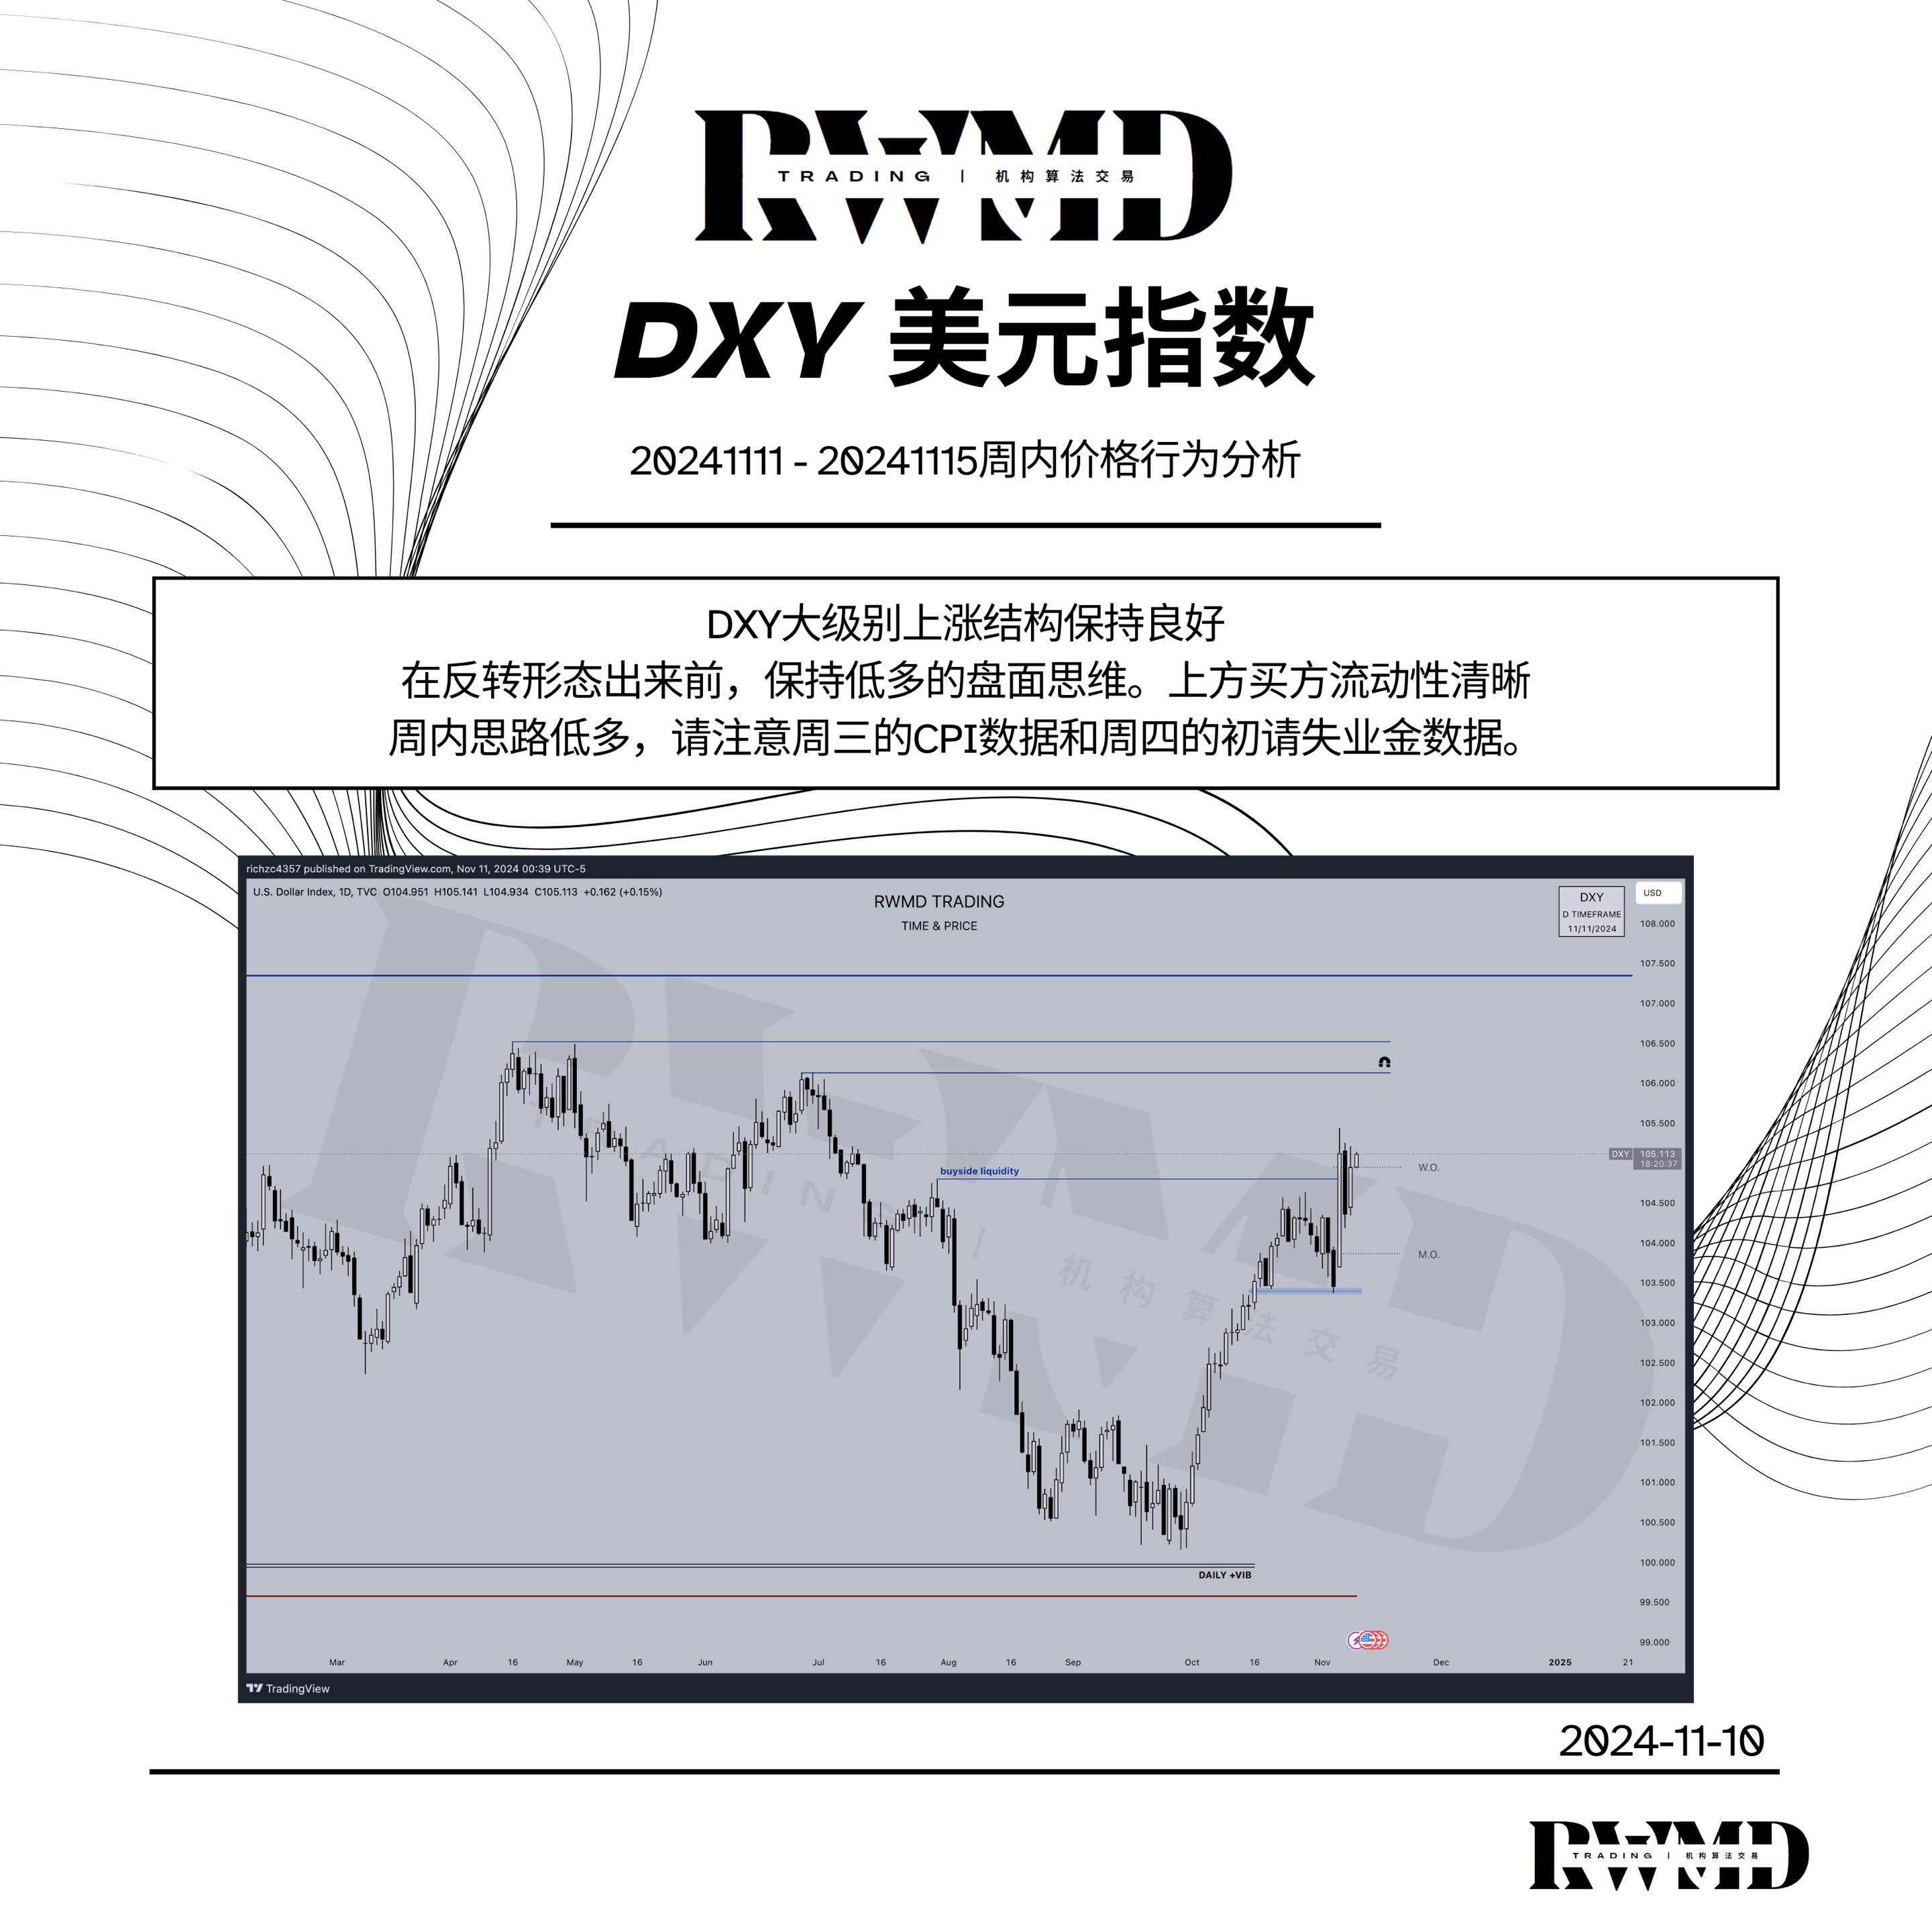 RWMD
TRADING | 机构算法交易
DXY 美元指数
20241111 - 20241115周内价格行为分析
DXY大级别上涨结构保持良好
在反转形态出来前，保持低多的盘面思维。上方买方流动性清晰
周内思路低多，请注意周三的CPI数据和周四的初请失业金数据。
richzc4357 published on TradingView.com, Nov 11, 2024 00:39 UTC-5
U.S. Dollar Index, 1D, TVC O104.951 H105.141 L104.934 C105.113 +0.162 (+0.15%)
RWMD TRADING
TIME & PRICE
DXY
D TIMEFRAME
11/11/2024
USD
108.000
107.500
107.000
106.500
106.000
105.500
DXY 105.113
18:20:37
104.500
104.000
103.500
103.000
102.500
102.000
101.500
101.000
100.500
100.000
99.500
99.000
buyside liquidity
W.O.
M.O.
RWMD
TRADING | 机构算法交易
DAILY +VIB
Mar Apr 16 May 16 Jun Jul 16 Aug 16 Sep Oct 16 Nov Dec 2025 21
TradingView
2024-11-10
RWMD
TRADING | 机构算法交易